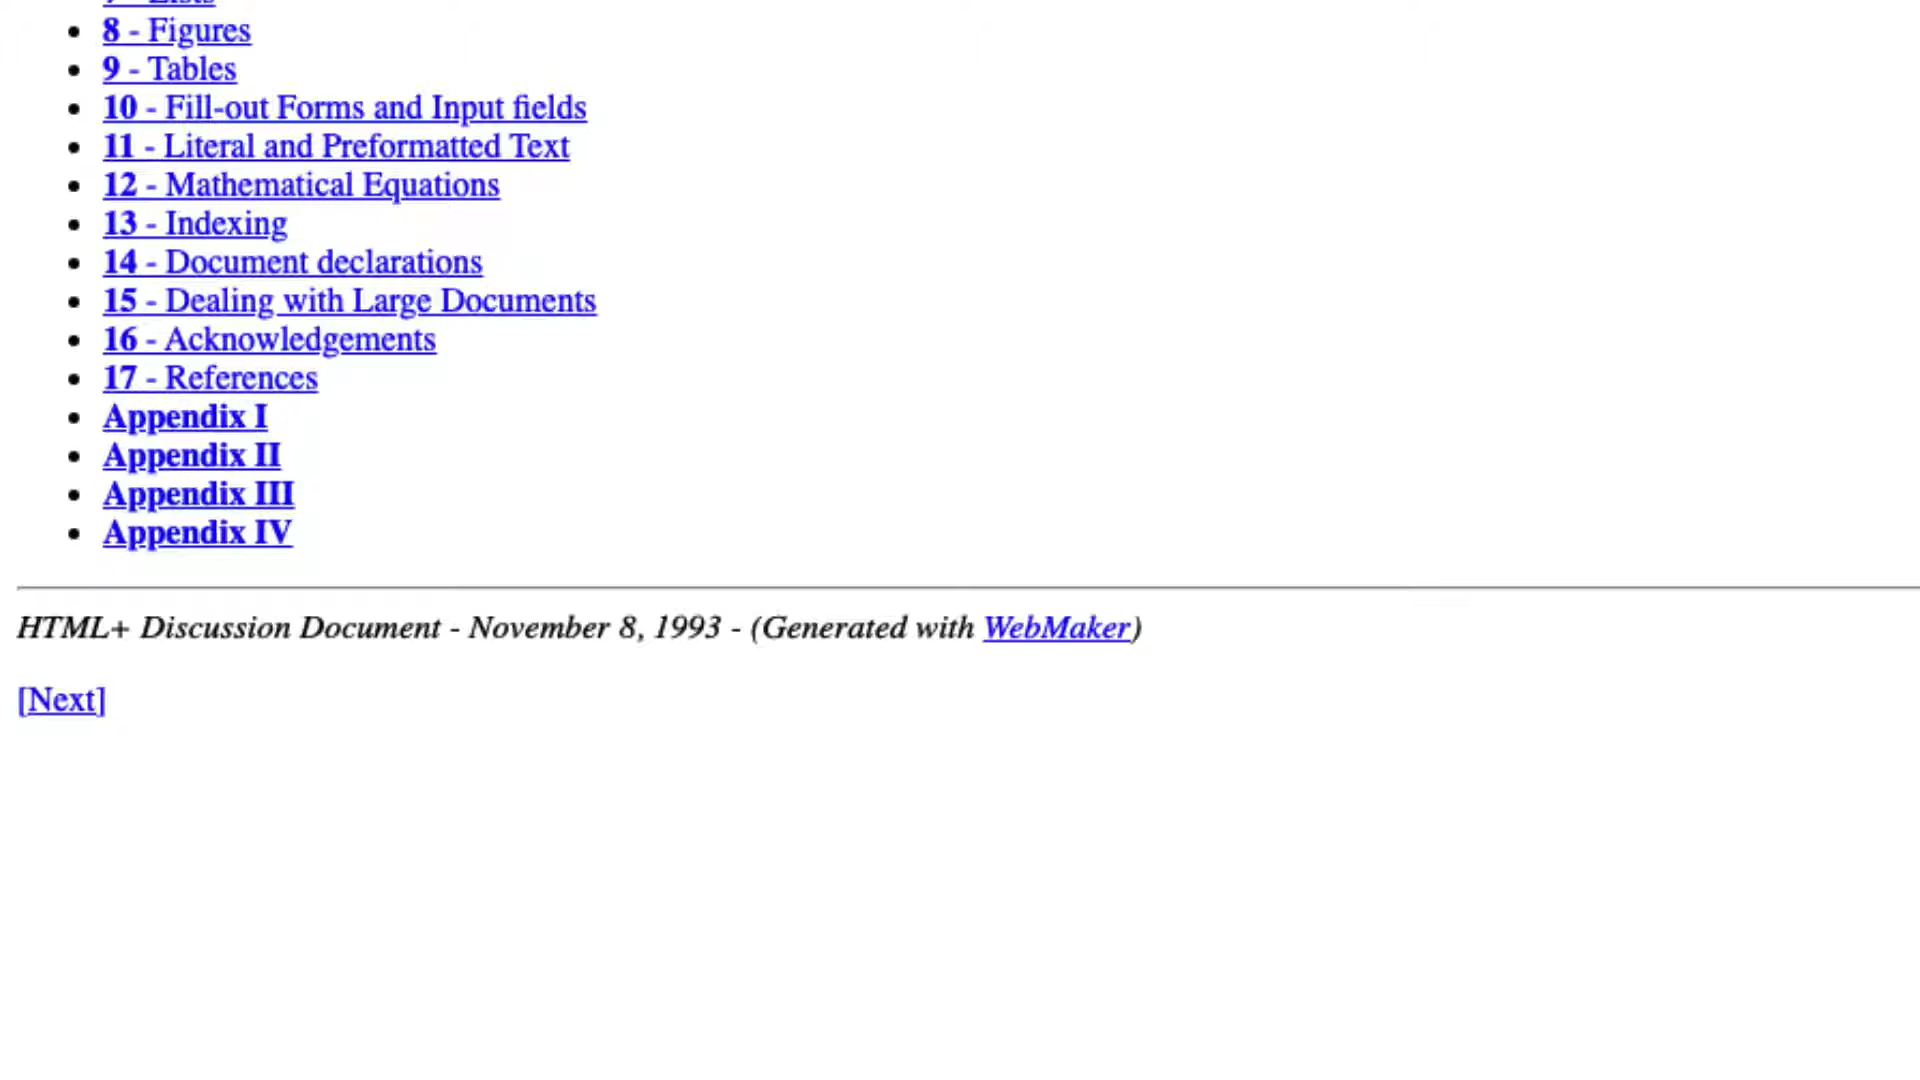 7 - Lists
8 - Figures
9 - Tables
10 - Fill-out Forms and Input fields
11 - Literal and Preformatted Text
12 - Mathematical Equations
13 - Indexing
14 - Document declarations
15 - Dealing with Large Documents
16 - Acknowledgements
17 - References
Appendix I
Appendix II
Appendix III
Appendix IV
HTML+ Discussion Document - November 8, 1993 - (Generated with WebMaker)
[Next]